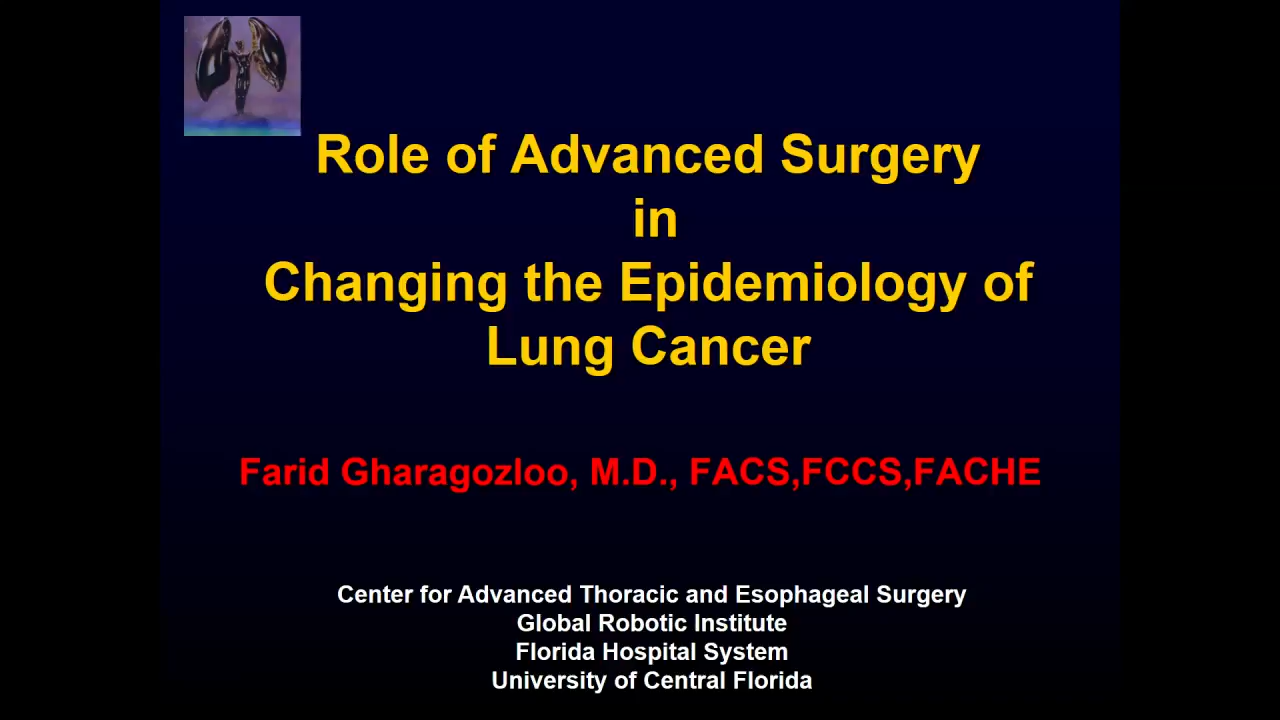 Role of Advanced Surgery
in
Changing the Epidemiology of
Lung Cancer
Farid Gharagozloo, M.D., FACS,FCCS,FACHE
Center for Advanced Thoracic and Esophageal Surgery
Global Robotic Institute
Florida Hospital System
University of Central Florida